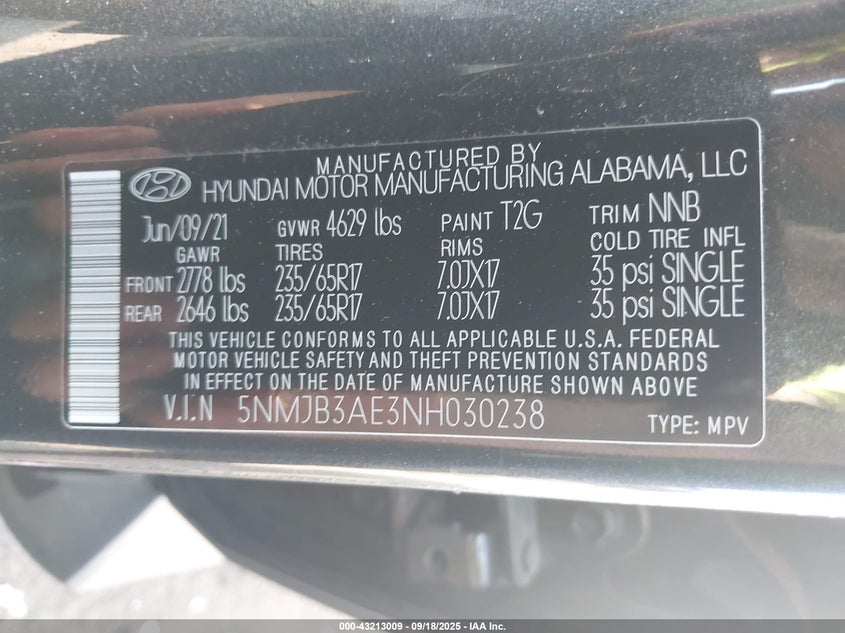 MANUFACTURED BY
HYUNDAI MOTOR MANUFACTURING ALABAMA, LLC
Jun/09/21 GVWR 4629 lbs PAINT T2G TRIM NNB
GAWR TIRES RIMS COLD TIRE INFL
FRONT 2778 lbs 235/65R17 7.0JX17 35 psi SINGLE
REAR 2646 lbs 235/65R17 7.0JX17 35 psi SINGLE
THIS VEHICLE CONFORMS TO ALL APPLICABLE U.S.A. FEDERAL
MOTOR VEHICLE SAFETY AND THEFT PREVENTION STANDARDS
IN EFFECT ON THE DATE OF MANUFACTURE SHOWN ABOVE.
V.I.N 5NMJB3AE3NH030238 TYPE: MPV
000-43213009 - 09/18/2025 - IAA Inc.